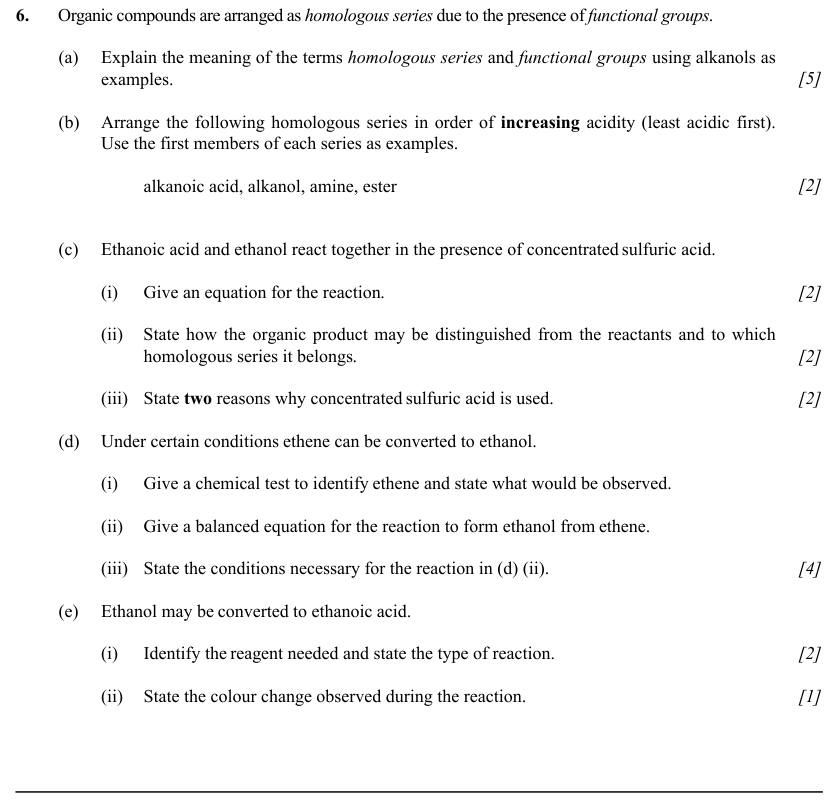 6. Organic compounds are arranged as homologous series due to the presence of functional groups.
(a) Explain the meaning of the terms homologous series and functional groups using alkanols as
examples. [5]
(b) Arrange the following homologous series in order of increasing acidity (least acidic first).
Use the first members of each series as examples.
alkanoic acid, alkanol, amine, ester [2]
(c) Ethanoic acid and ethanol react together in the presence of concentrated sulfuric acid.
(i) Give an equation for the reaction. [2]
(ii) State how the organic product may be distinguished from the reactants and to which
homologous series it belongs. [2]
(iii) State two reasons why concentrated sulfuric acid is used. [2]
(d) Under certain conditions ethene can be converted to ethanol.
(i) Give a chemical test to identify ethene and state what would be observed.
(ii) Give a balanced equation for the reaction to form ethanol from ethene.
(iii) State the conditions necessary for the reaction in (d) (ii). [4]
(e) Ethanol may be converted to ethanoic acid.
(i) Identify the reagent needed and state the type of reaction. [2]
(ii) State the colour change observed during the reaction. [1]